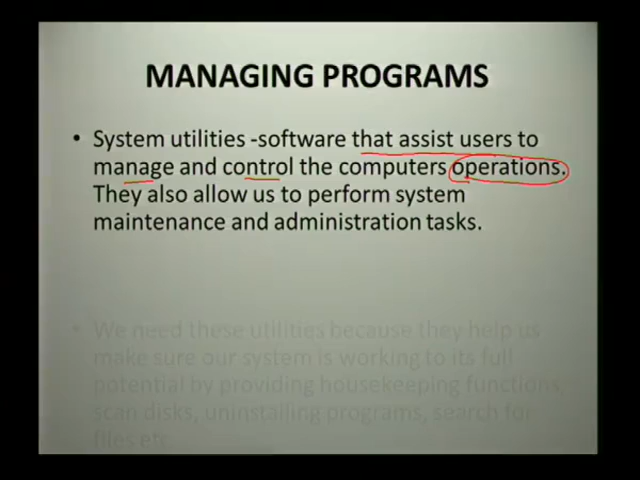 MANAGING PROGRAMS
• System utilities -software that assist users to
manage and control the computers operations.
They also allow us to perform system
maintenance and administration tasks.
• We need these utilities because they help us
make sure our system is working to its full
potential by providing housekeeping functions
scan disks, uninstalling programs, search for
files etc.